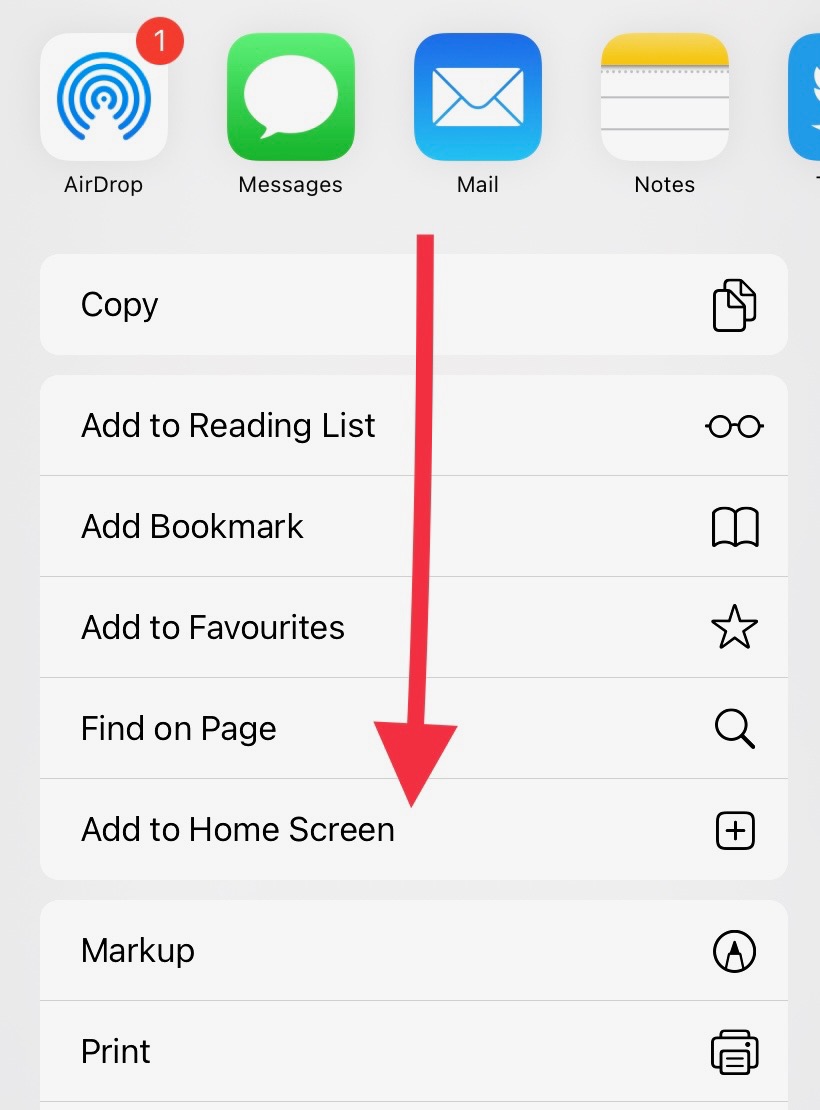 1
AirDrop
Messages
Mail
Notes
Copy
Add to Reading List
Add Bookmark
Add to Favourites
Find on Page
Add to Home Screen
Markup
Print